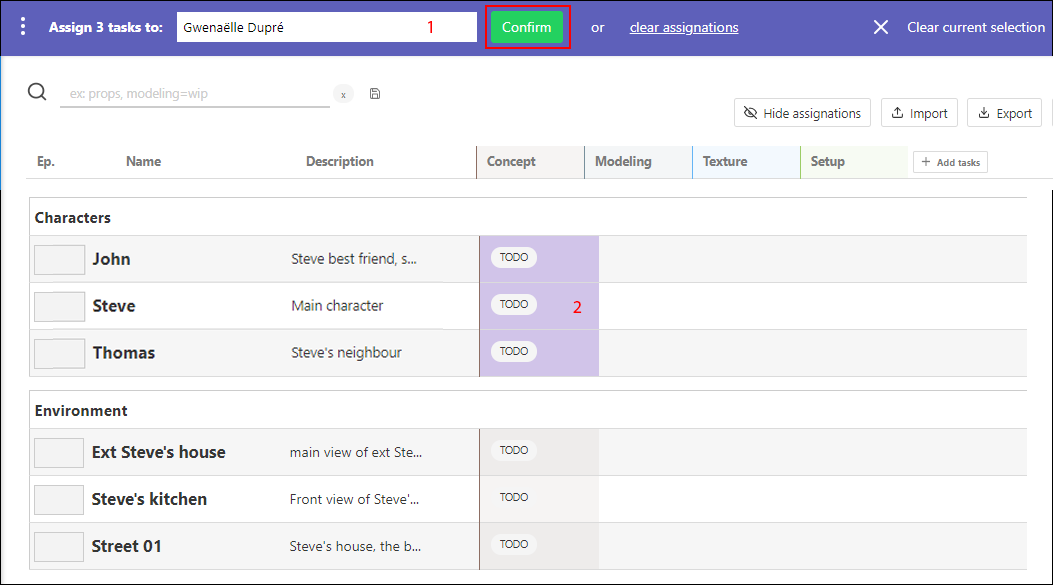 Assign 3 tasks to: Gwenaëlle Dupré 1 Confirm or clear assignations Clear current selection
ex: props, modeling=wip x
Hide assignations Import Export
Ep. Name Description Concept Modeling Texture Setup + Add tasks
Characters
John Steve best friend, s... TODO
Steve Main character TODO 2
Thomas Steve's neighbour TODO
Environment
Ext Steve's house main view of ext Ste... TODO
Steve's kitchen Front view of Steve'... TODO
Street 01 Steve's house, the b... TODO